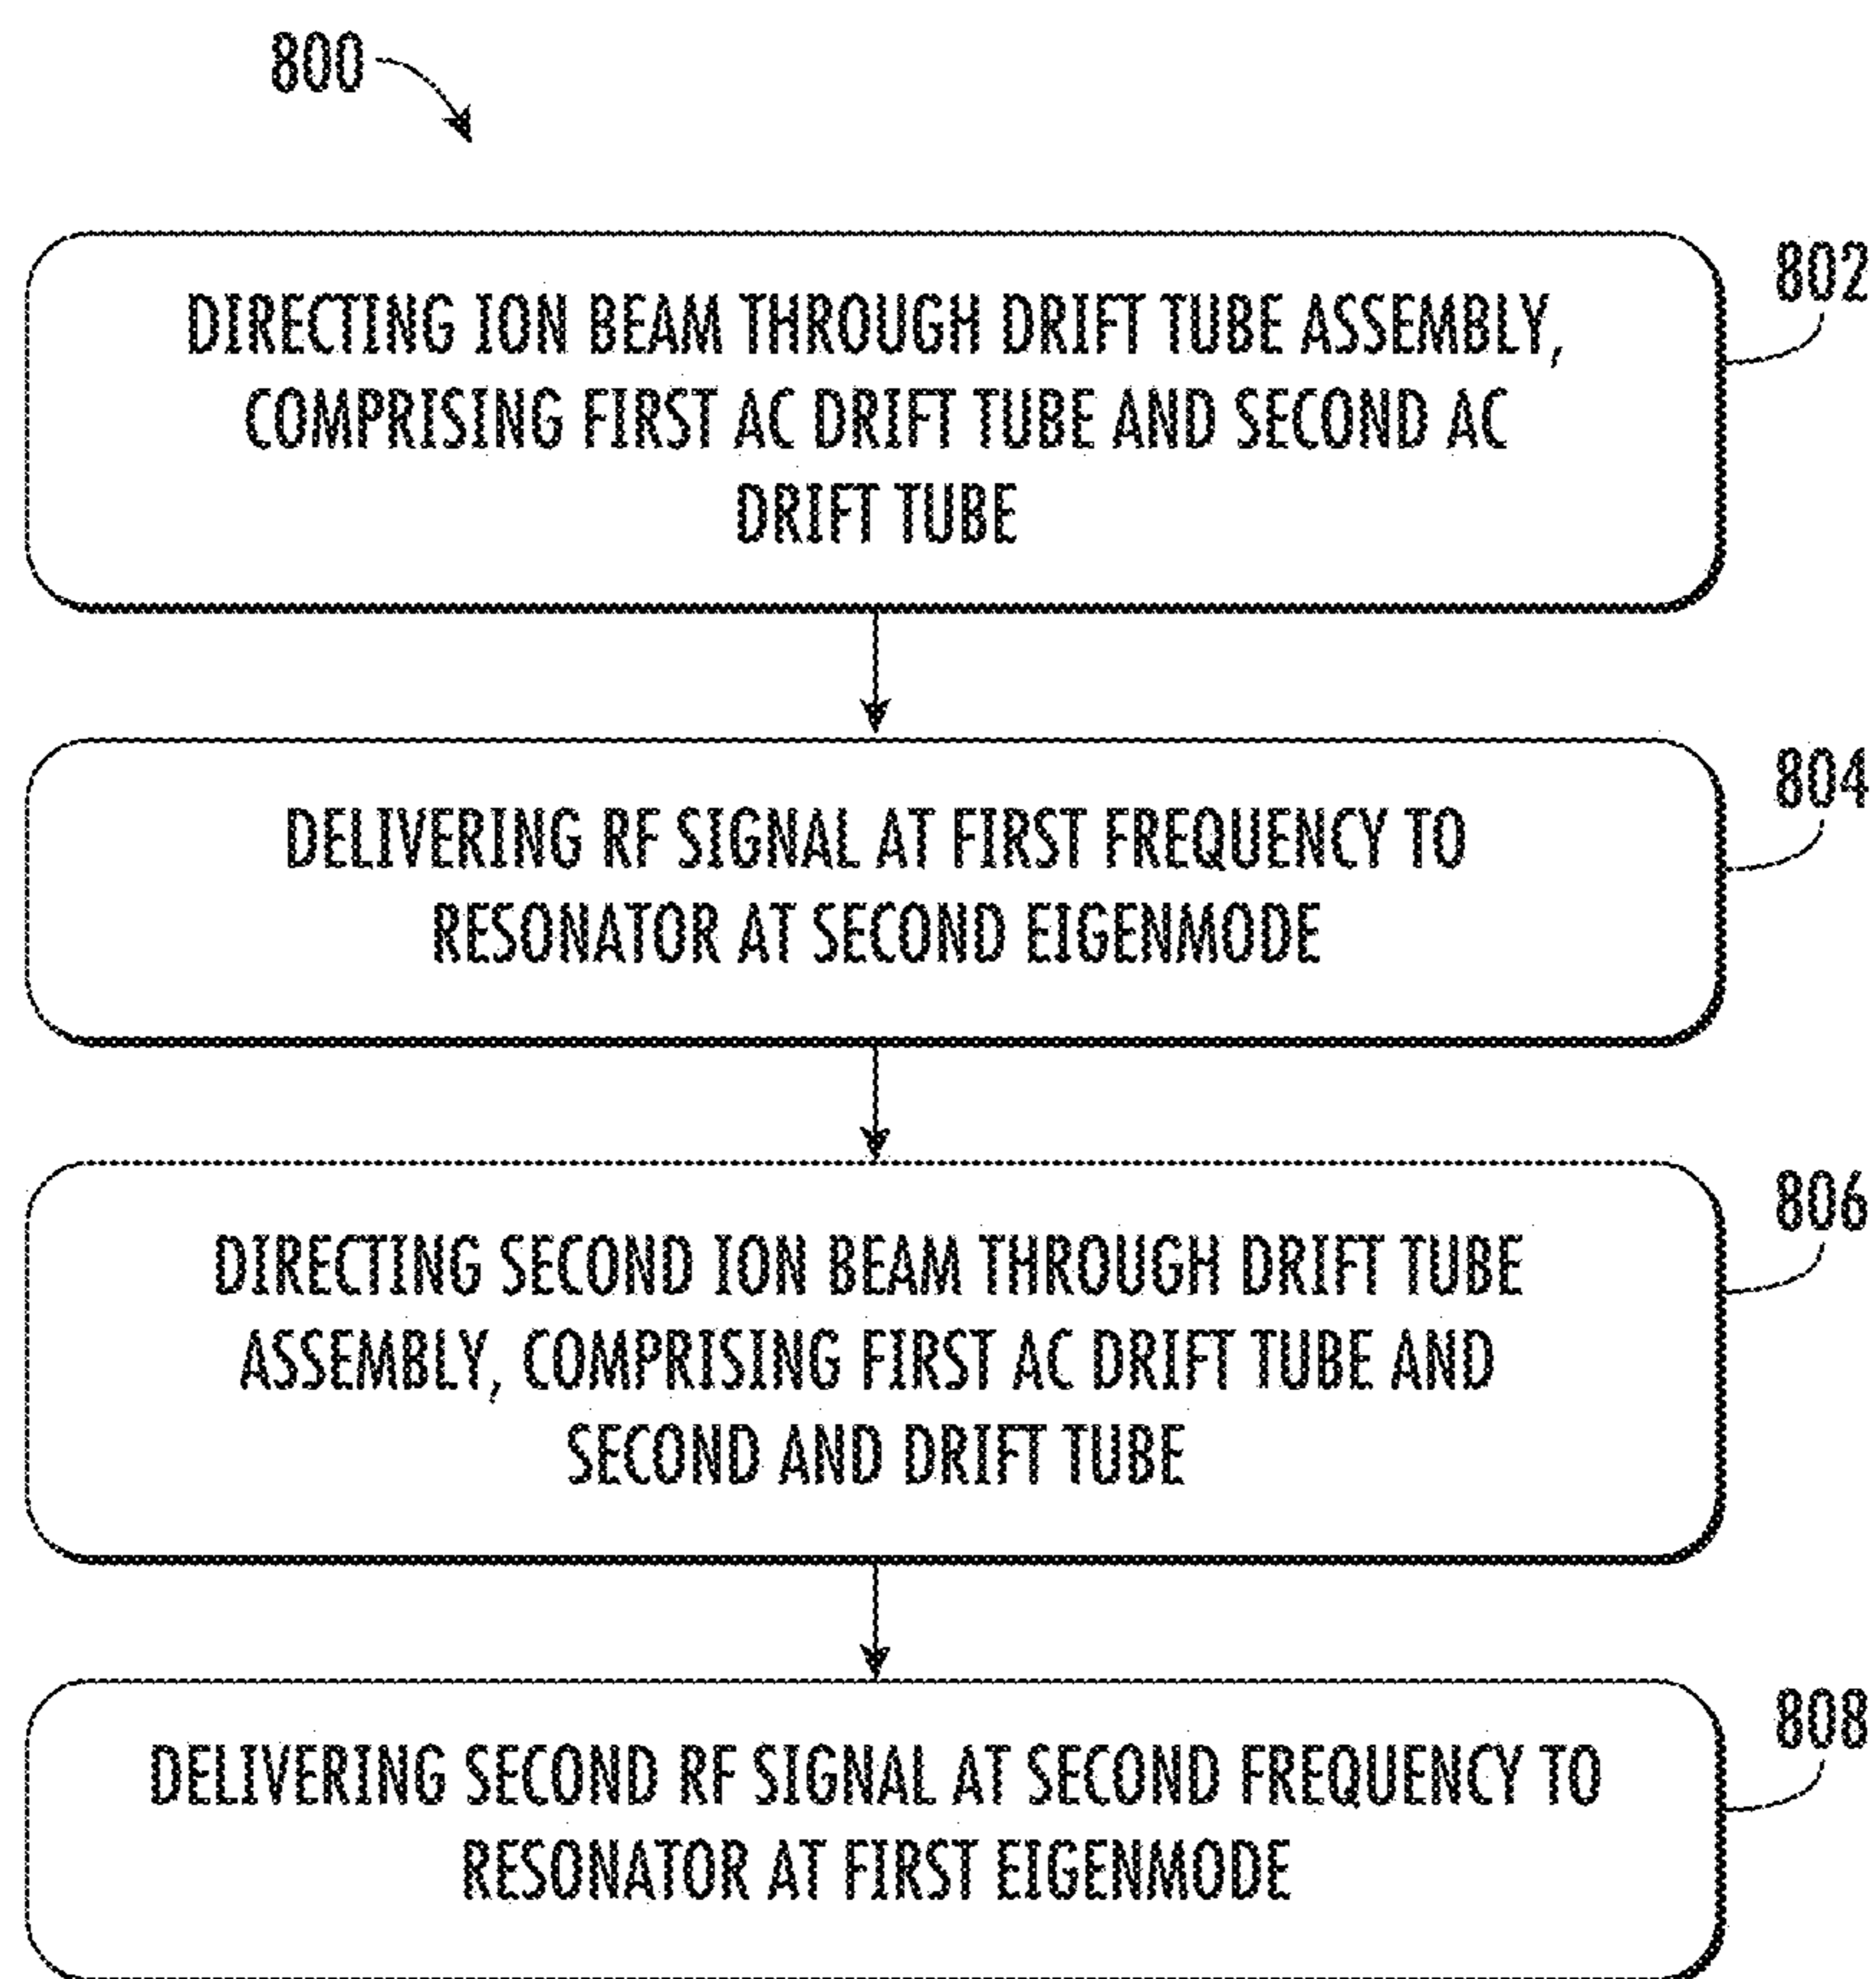 800
802
DIRECTING ION BEAM THROUGH DRIFT TUBE ASSEMBLY,
COMPRISING FIRST AC DRIFT TUBE AND SECOND AC
DRIFT TUBE
804
DELIVERING RF SIGNAL AT FIRST FREQUENCY TO
RESONATOR AT SECOND EIGENMODE
806
DIRECTING SECOND ION BEAM THROUGH DRIFT TUBE
ASSEMBLY, COMPRISING FIRST AC DRIFT TUBE AND
SECOND AND DRIFT TUBE
808
DELIVERING SECOND RF SIGNAL AT SECOND FREQUENCY TO
RESONATOR AT FIRST EIGENMODE